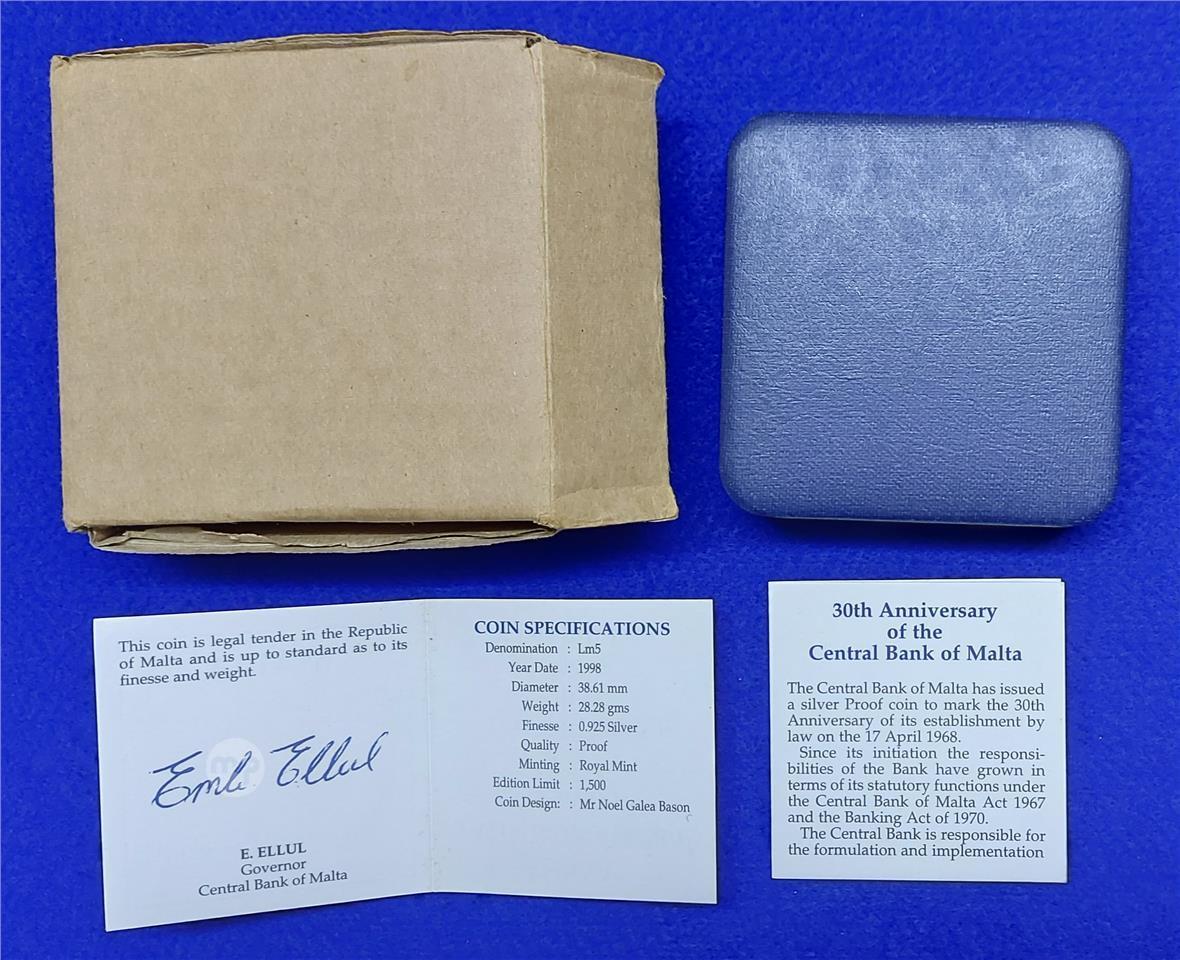 This coin is legal tender in the Republic
of Malta and is up to standard as to its
finesse and weight.
Emle Ellul
E. ELLUL
Governor
Central Bank of Malta
COIN SPECIFICATIONS
Denomination : Lm5
Year Date : 1998
Diameter : 38.61 mm
Weight : 28.28 gms
Finesse : 0.925 Silver
Quality : Proof
Minting : Royal Mint
Edition Limit : 1,500
Coin Design: : Mr Noel Galea Bason
30th Anniversary
of the
Central Bank of Malta
The Central Bank of Malta has issued
a silver Proof coin to mark the 30th
Anniversary of its establishment by
law on the 17 April 1968.
Since its initiation the responsi-
bilities of the Bank have grown in
terms of its statutory functions under
the Central Bank of Malta Act 1967
and the Banking Act of 1970.
The Central Bank is responsible for
the formulation and implementation